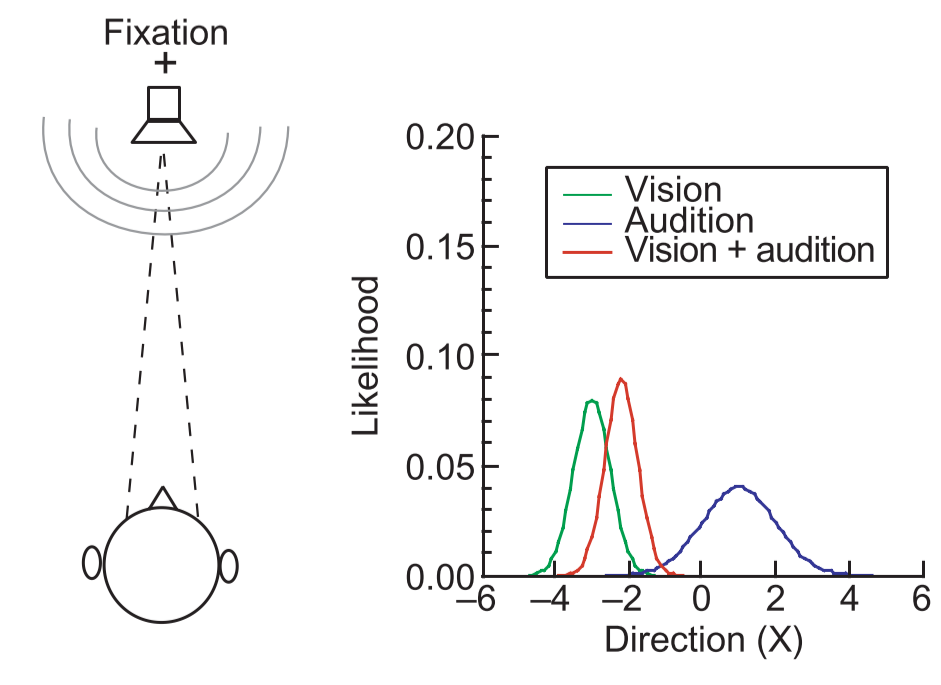 Fixation
+
0.20
0.15
0.10
0.05
0.00
Likelihood
Vision
Audition
Vision + audition
–6 –4 –2 0 2 4 6
Direction (X)